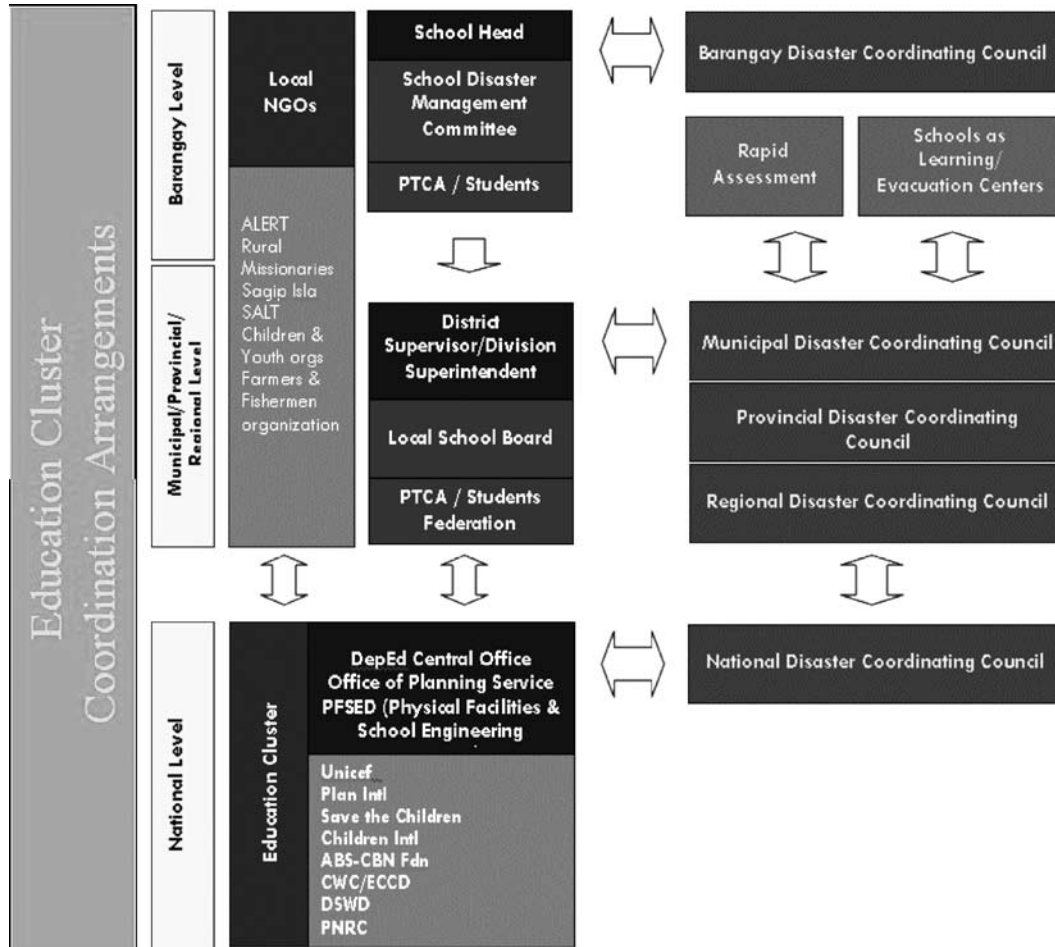 Education Cluster
Coordination Arrangements
Barangay Level
Municipal/Provincial/
Regional Level
National Level
Local
NGOs
ALERT
Rural
Missionaries
Sagip Isla
SALT
Children &
Youth orgs
Farmers &
Fishermen
organization
School Head
School Disaster
Management
Committee
PTCA / Students
District
Supervisor/Division
Superintendent
Local School Board
PTCA / Students
Federation
Barangay Disaster Coordinating Council
Rapid
Assessment
Schools as
Learning/
Evacuation Centers
Municipal Disaster Coordinating Council
Provincial Disaster Coordinating
Council
Regional Disaster Coordinating Council
Education Cluster
DepEd Central Office
Office of Planning Service
PFSED (Physical Facilities &
School Engineering
Unicef
Plan Intl
Save the Children
Children Intl
ABS-CBN Fdn
CWC/ECCD
DSWD
PNRC
National Disaster Coordinating Council